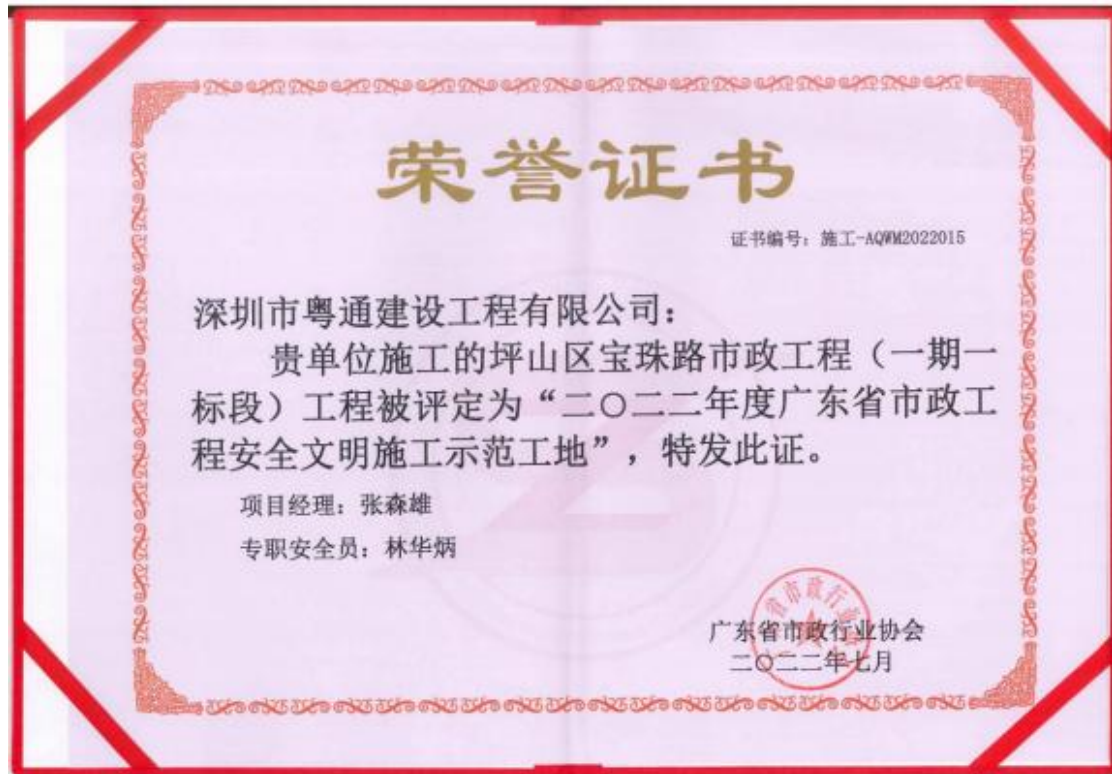 荣誉证书
证书编号：施工-AQWM2022015
深圳市粤通建设工程有限公司：
贵单位施工的坪山区宝珠路市政工程（一期一
标段）工程被评定为“二〇二二年度广东省市政工
程安全文明施工示范工地”，特发此证。
项目经理：张森雄
专职安全员：林华炳
广东省市政行业协会
二〇二二年七月